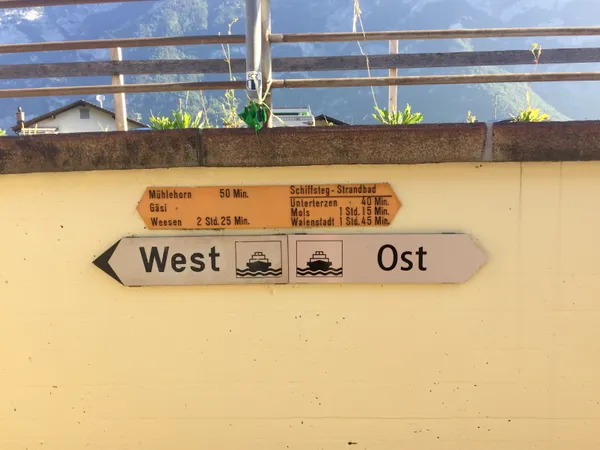 Mühlehorn 50 Min.
Gäsi -
Weesen 2 Std. 25 Min.
Schiffsteg - Strandbad
Unterterzen 40 Min.
Mols 1 Std. 15 Min.
Walenstadt 1 Std. 45 Min.
West
Ost